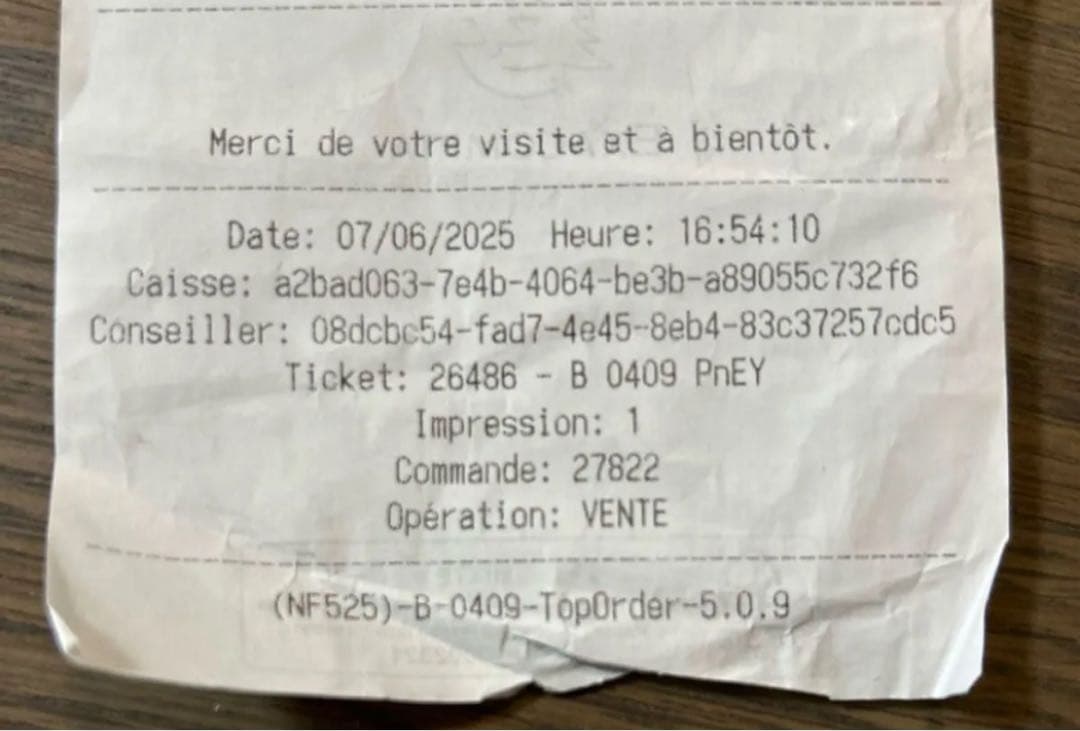 Merci de votre visite et à bientôt.
Date: 07/06/2025 Heure: 16:54:10
Caisse: a2bad063-7e4b-4064-be3b-a89055c732f6
Conseiller: 08dcbc54-fad7-4e45-8eb4-83c37257cdc5
Ticket: 26486 - B 0409 PnEY
Impression: 1
Commande: 27822
Opération: VENTE
(NF525)-B-0409-TopOrder-5.0.9